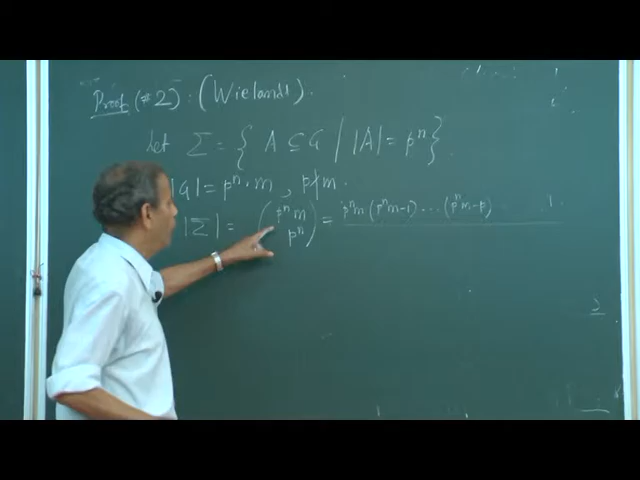 Proof (#2) : (Wielandt).
Let Σ = { A ⊆ G | |A| = pⁿ }.
|G| = pⁿ · m , p∤m.
|Σ| = (pⁿm pⁿ) = pⁿm (pⁿm-1) ... (pⁿm-p)